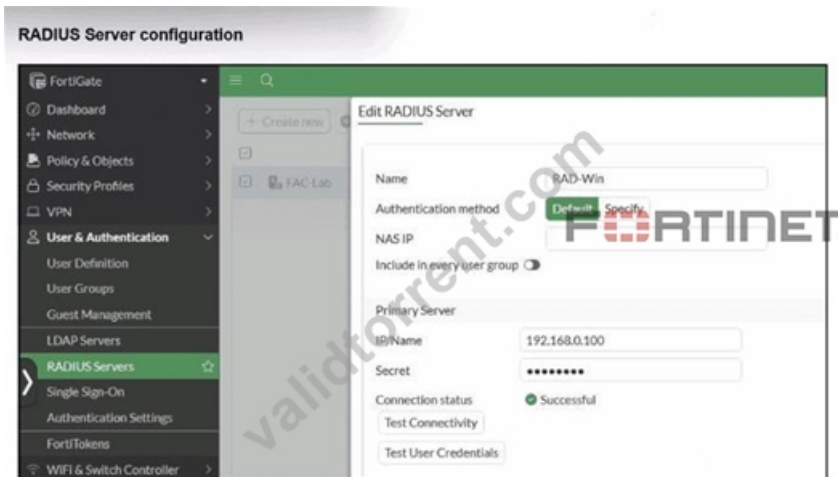 RADIUS Server configuration
FortiGate
Dashboard
Network
Policy & Objects
Security Profiles
VPN
User & Authentication
User Definition
User Groups
Guest Management
LDAP Servers
RADIUS Servers
Single Sign-On
Authentication Settings
FortiTokens
WiFi & Switch Controller
+ Create new
FAC-Lab
Edit RADIUS Server
Name RAD-Win
Authentication method Default Specify
NAS IP
Include in every user group
Primary Server
IP/Name 192.168.0.100
Secret ••••••••
Connection status Successful
Test Connectivity
Test User Credentials
FORTINET
validtorrent.com